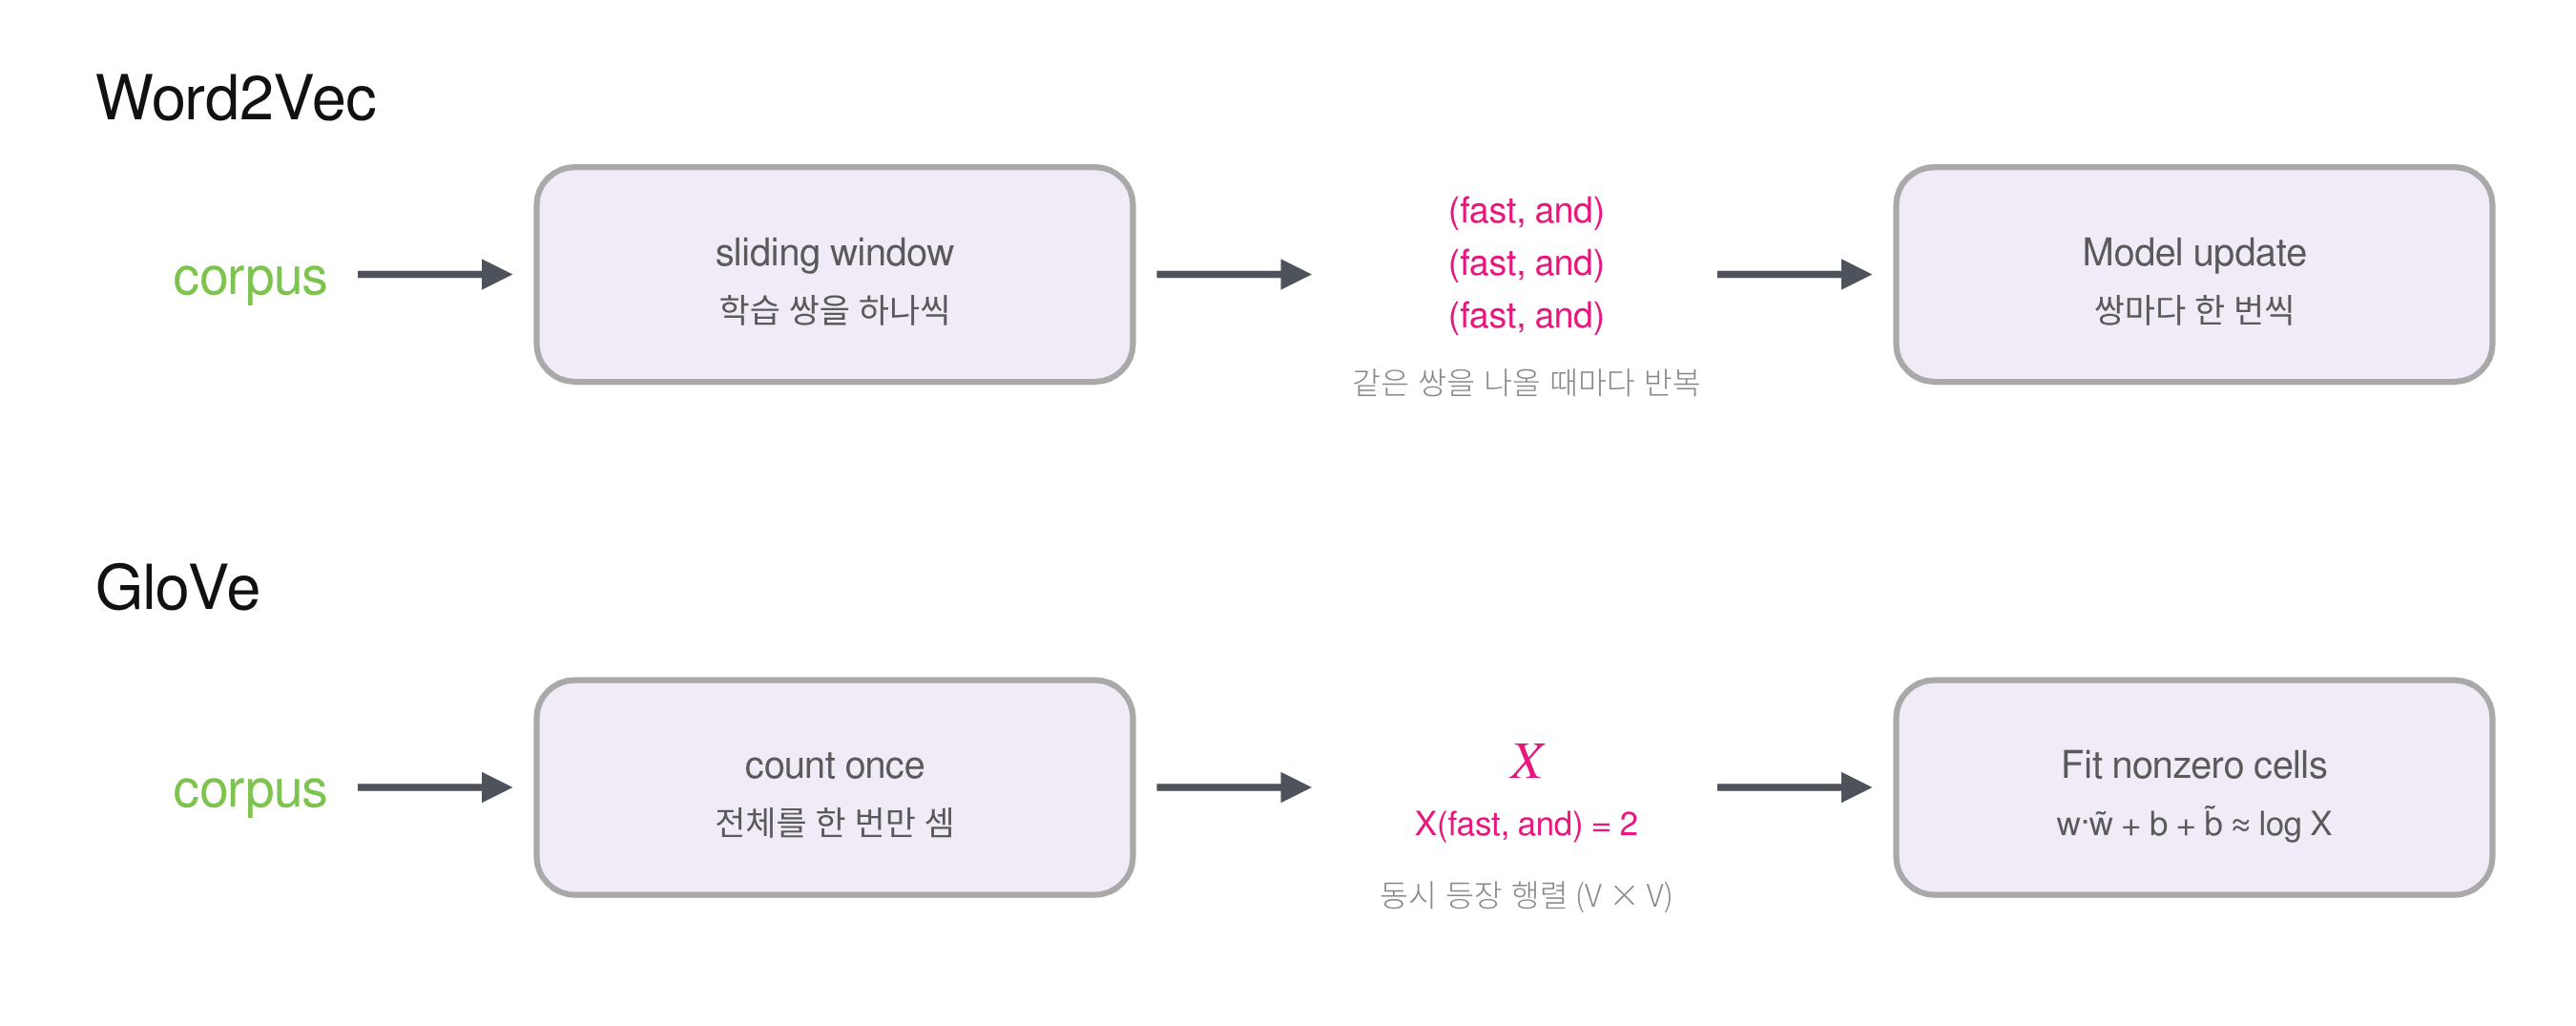 Word2Vec
corpus
sliding window
학습 쌍을 하나씩
(fast, and)
(fast, and)
(fast, and)
같은 쌍을 나올 때마다 반복
Model update
쌍마다 한 번씩
GloVe
corpus
count once
전체를 한 번만 셈
X
X(fast, and) = 2
동시 등장 행렬 (V × V)
Fit nonzero cells
w·w̃ + b + b̃ ≈ log X